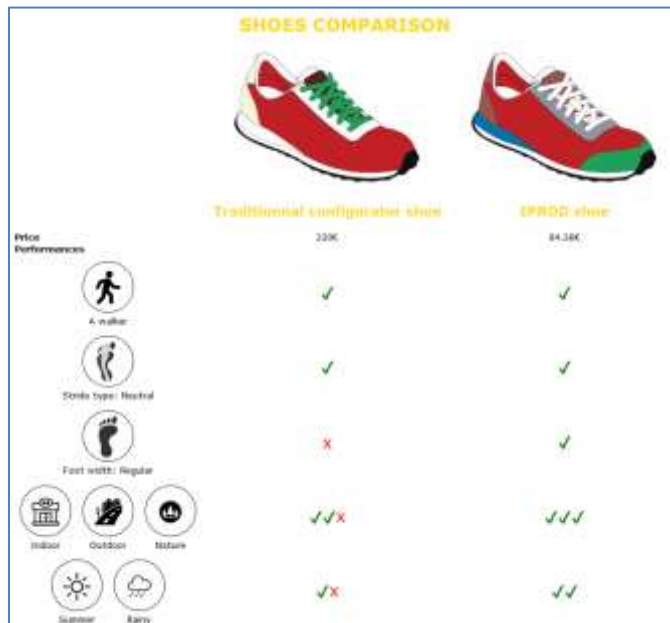 SHOES COMPARISON
Traditionnal configurator shoe IPROD shoe
Price
Performances
A walker
Stride type: Neutral
Foot width: Regular
Indoor Outdoor Nature
Summer Rainy